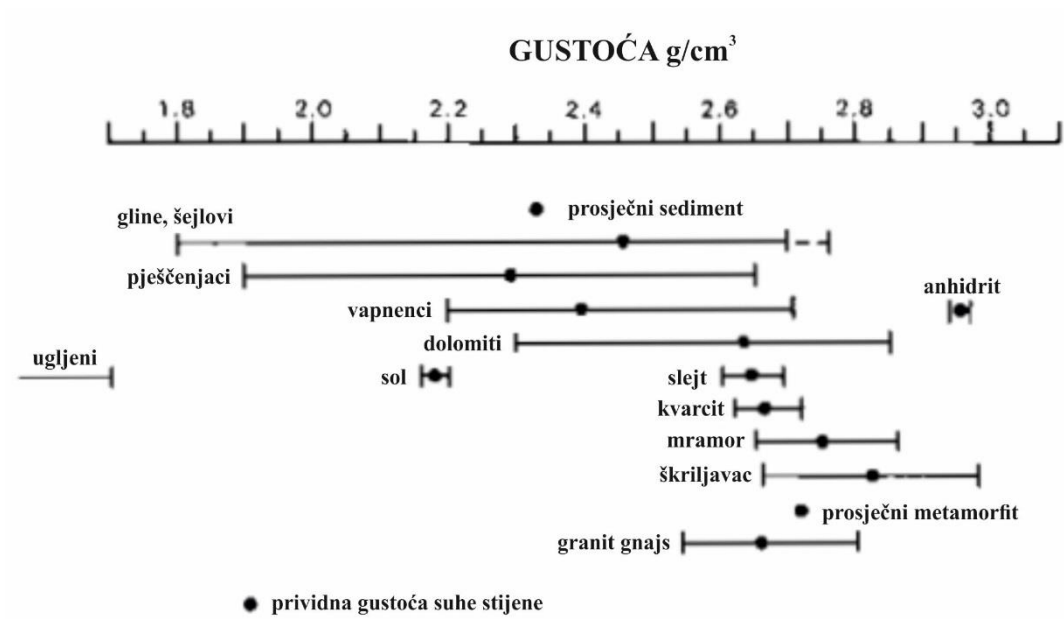 GUSTOĆA g/cm³
1.8 2.0 2.2 2.4 2.6 2.8 3.0
prosječni sediment
gline, šejlovi
pješčenjaci
anhidrit
vapnenci
dolomiti
ugljeni
sol
slejt
kvarcit
mramor
škriljavac
prosječni metamorfit
granit gnajs
prividna gustoća suhe stijene